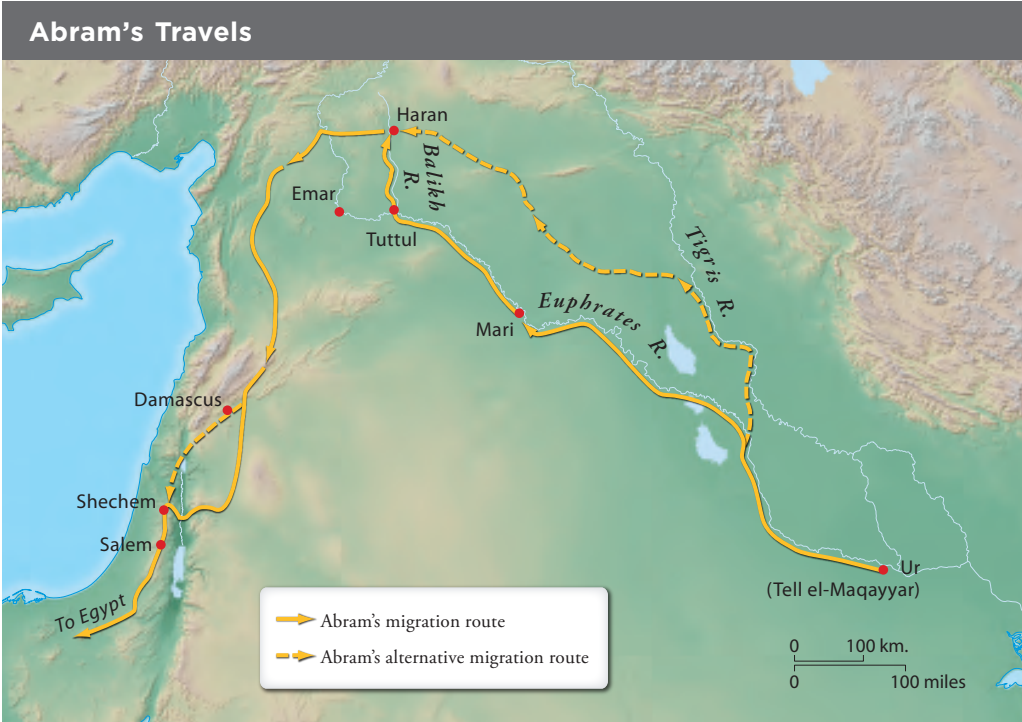 Abram's Travels
Haran
Balikh
R.
Emar
Tuttul
Tigris R.
Euphrates R.
Mari
Damascus
Shechem
Salem
To Egypt
Ur
(Tell el-Maqayyar)
Abram's migration route
Abram's alternative migration route
0 100 km.
0 100 miles